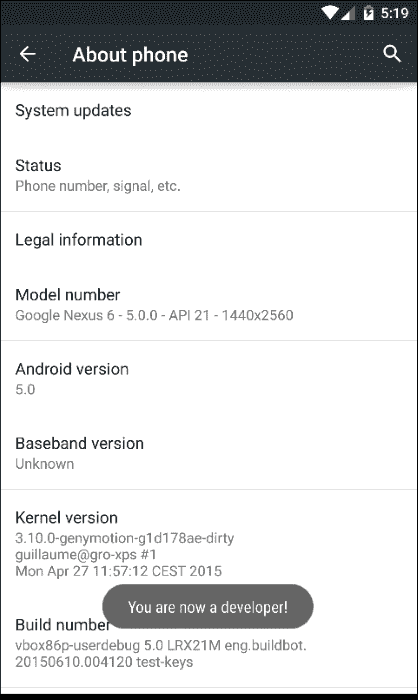 5:19
About phone
System updates
Status
Phone number, signal, etc.
Legal information
Model number
Google Nexus 6 - 5.0.0 - API 21 - 1440x2560
Android version
5.0
Baseband version
Unknown
Kernel version
3.10.0-genymotion-g1d178ae-dirty
guillaume@gro-xps #1
Mon Apr 27 11:57:12 CEST 2015
You are now a developer!
Build number
vbox86p-userdebug 5.0 LRX21M eng.buildbot.
20150610.004120 test-keys